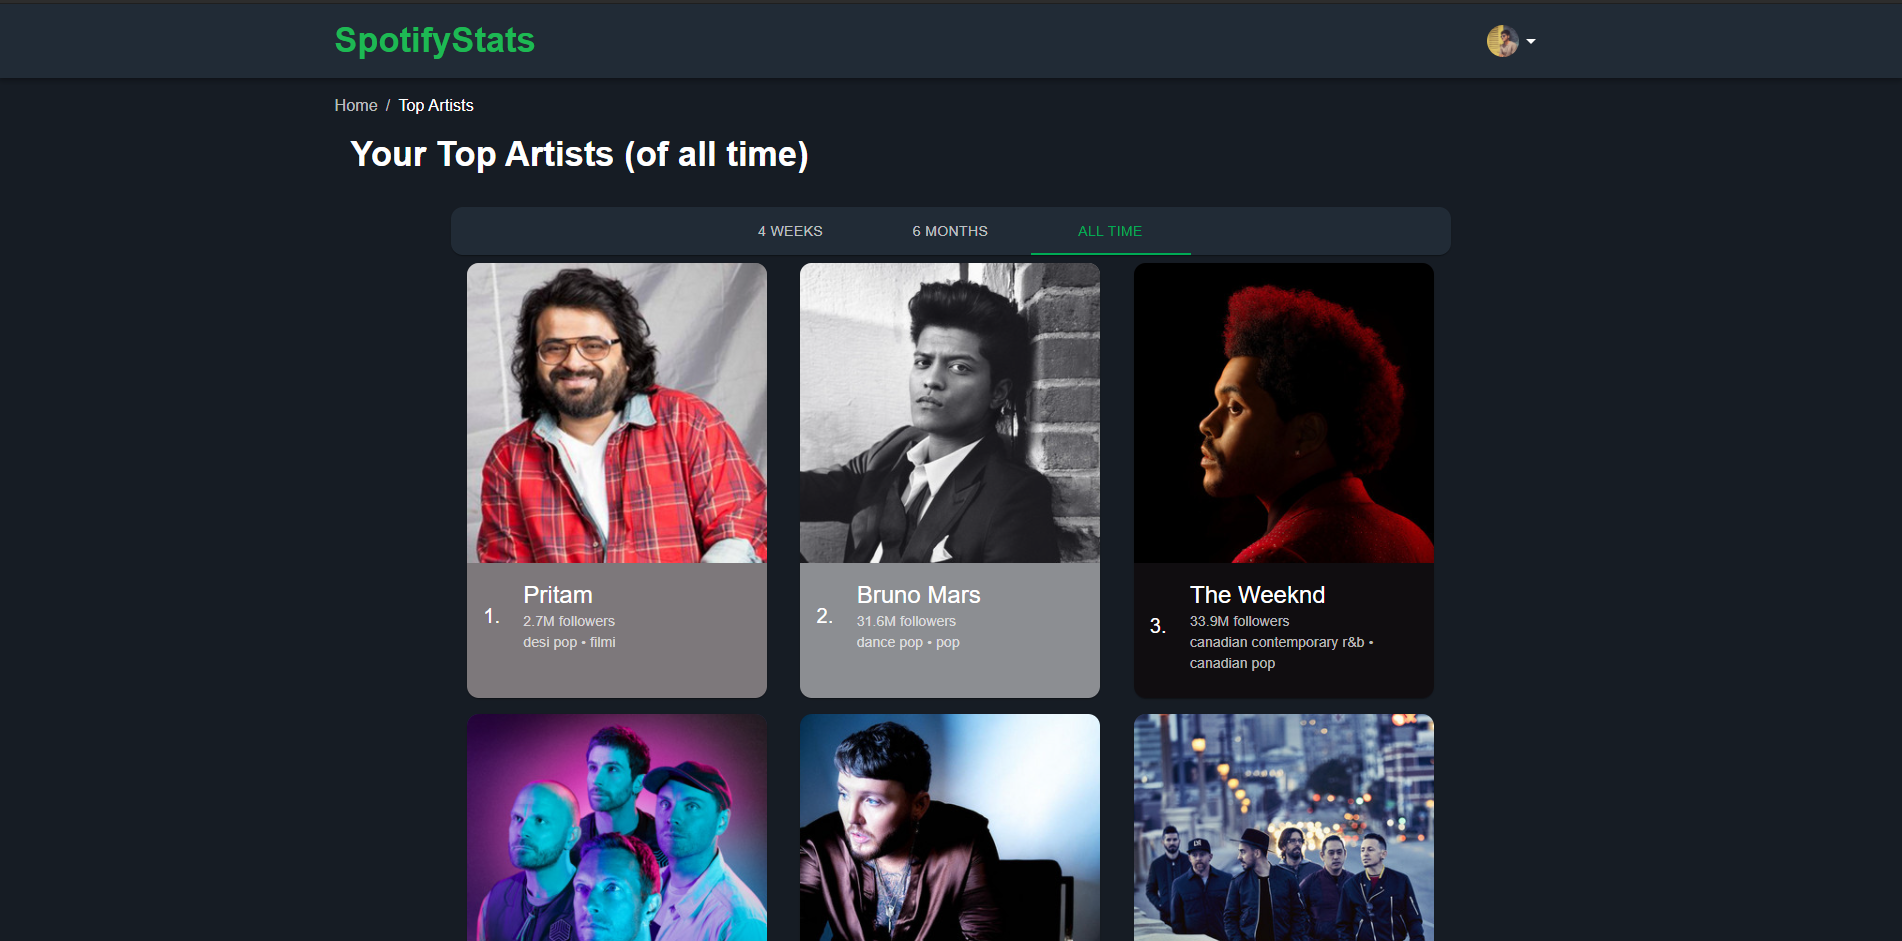 SpotifyStats
Home / Top Artists
Your Top Artists (of all time)
4 WEEKS
6 MONTHS
ALL TIME
1.
Pritam
2.7M followers
desi pop • filmi
2.
Bruno Mars
31.6M followers
dance pop • pop
3.
The Weeknd
33.9M followers
canadian contemporary r&b •
canadian pop